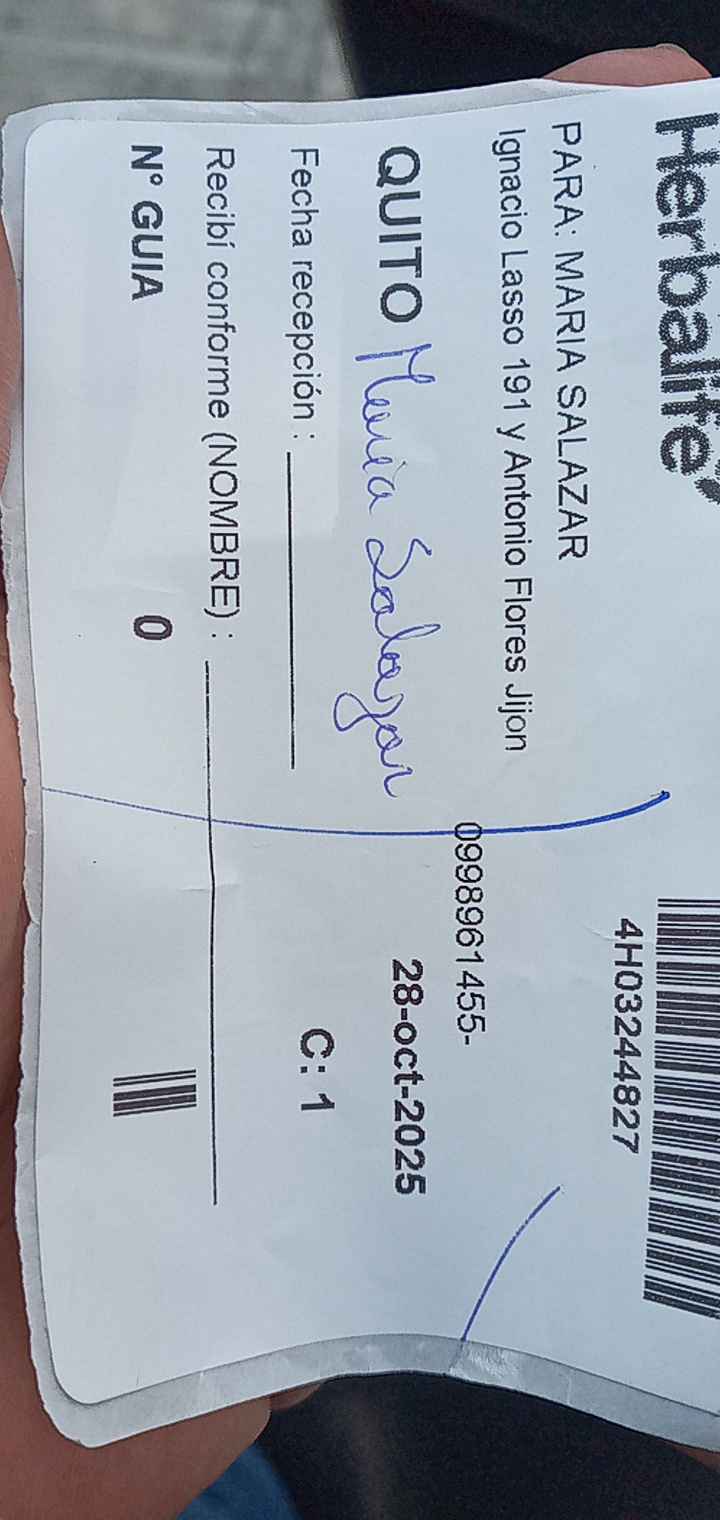 Herbalife
4H03244827
PARA: MARIA SALAZAR
Ignacio Lasso 191 y Antonio Flores Jijon
0998961455-
QUITO 28-oct-2025
Maria Salazar
Fecha recepción : C: 1
Recibí conforme (NOMBRE) :
N° GUIA 0